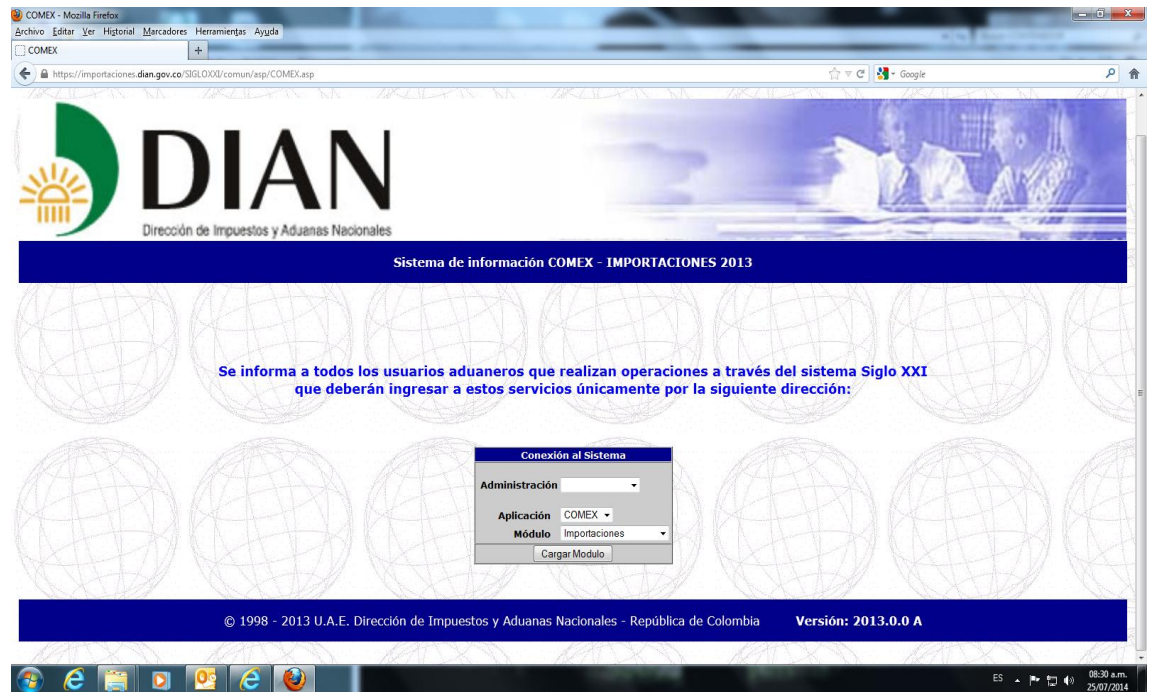 COMEX - Mozilla Firefox
Archivo Editar Ver Historial Marcadores Herramientas Ayuda
COMEX
https://importaciones.dian.gov.co/SIGLOXXI/comun/asp/COMEX.asp
Google
DIAN
Dirección de Impuestos y Aduanas Nacionales
Sistema de información COMEX - IMPORTACIONES 2013
Se informa a todos los usuarios aduaneros que realizan operaciones a través del sistema Siglo XXI
que deberán ingresar a estos servicios únicamente por la siguiente dirección:
Conexión al Sistema
Administración
Aplicación COMEX
Módulo Importaciones
Cargar Modulo
© 1998 - 2013 U.A.E. Dirección de Impuestos y Aduanas Nacionales - República de Colombia Versión: 2013.0.0 A
ES
08:30 a.m.
25/07/2014